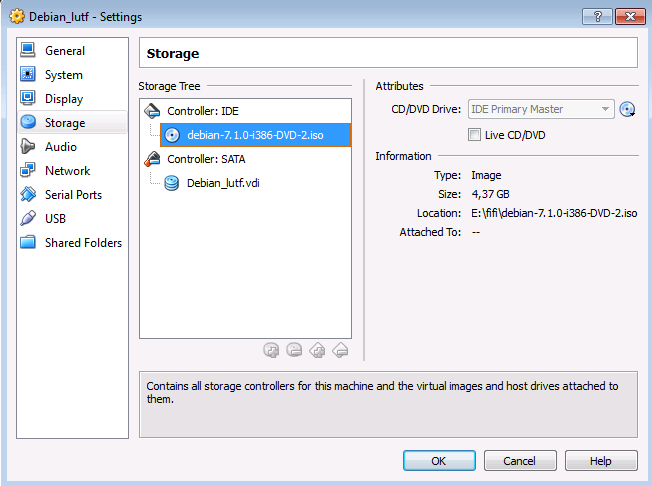 Debian_lutf - Settings
General
System
Display
Storage
Audio
Network
Serial Ports
USB
Shared Folders
Storage
Storage Tree
Controller: IDE
debian-7.1.0-i386-DVD-2.iso
Controller: SATA
Debian_lutf.vdi
Attributes
CD/DVD Drive: IDE Primary Master
Live CD/DVD
Information
Type: Image
Size: 4,37 GB
Location: E:\fifi\debian-7.1.0-i386-DVD-2.iso
Attached To: --
Contains all storage controllers for this machine and the virtual images and host drives attached to
them.
OK Cancel Help